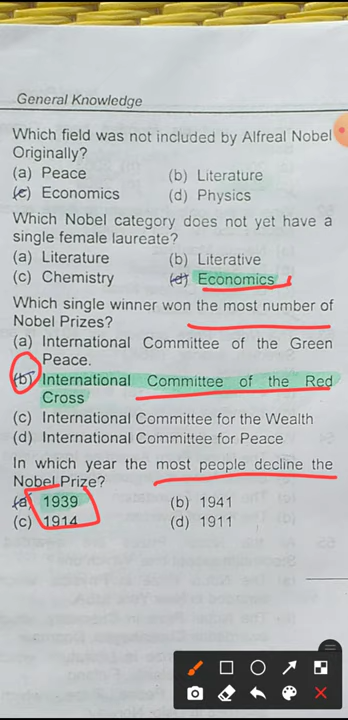 General Knowledge
Which field was not included by Alfreal Nobel
Originally?
(a) Peace (b) Literature
(c) Economics (d) Physics
Which Nobel category does not yet have a
single female laureate?
(a) Literature (b) Literative
(c) Chemistry (d) Economics
Which single winner won the most number of
Nobel Prizes?
(a) International Committee of the Green
Peace.
(b) International Committee of the Red
Cross
(c) International Committee for the Wealth
(d) International Committee for Peace
In which year the most people decline the
Nobel Prize?
(a) 1939 (b) 1941
(c) 1914 (d) 1911